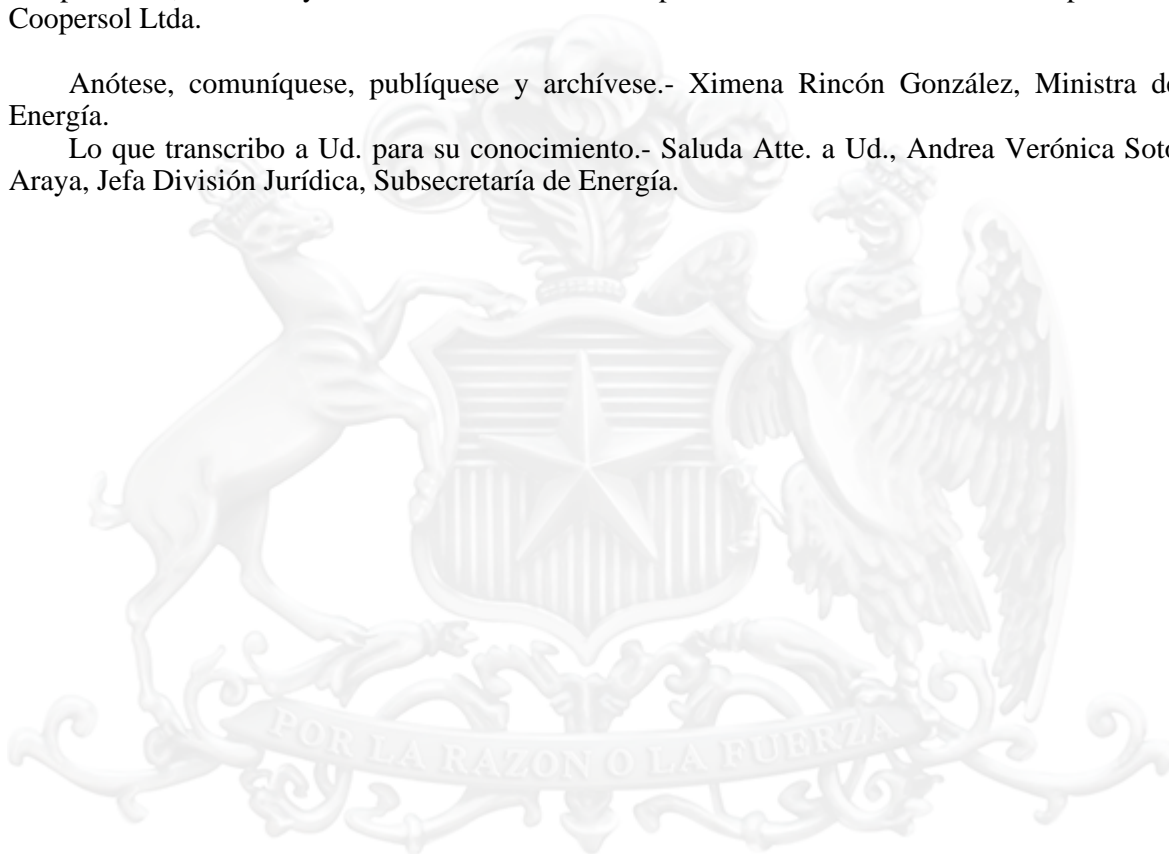 Coopersol Ltda.
Anótese, comuníquese, publíquese y archívese.- Ximena Rincón González, Ministra de
Energía.
Lo que transcribo a Ud. para su conocimiento.- Saluda Atte. a Ud., Andrea Verónica Soto
Araya, Jefa División Jurídica, Subsecretaría de Energía.
POR LA RAZON O LA FUERZA